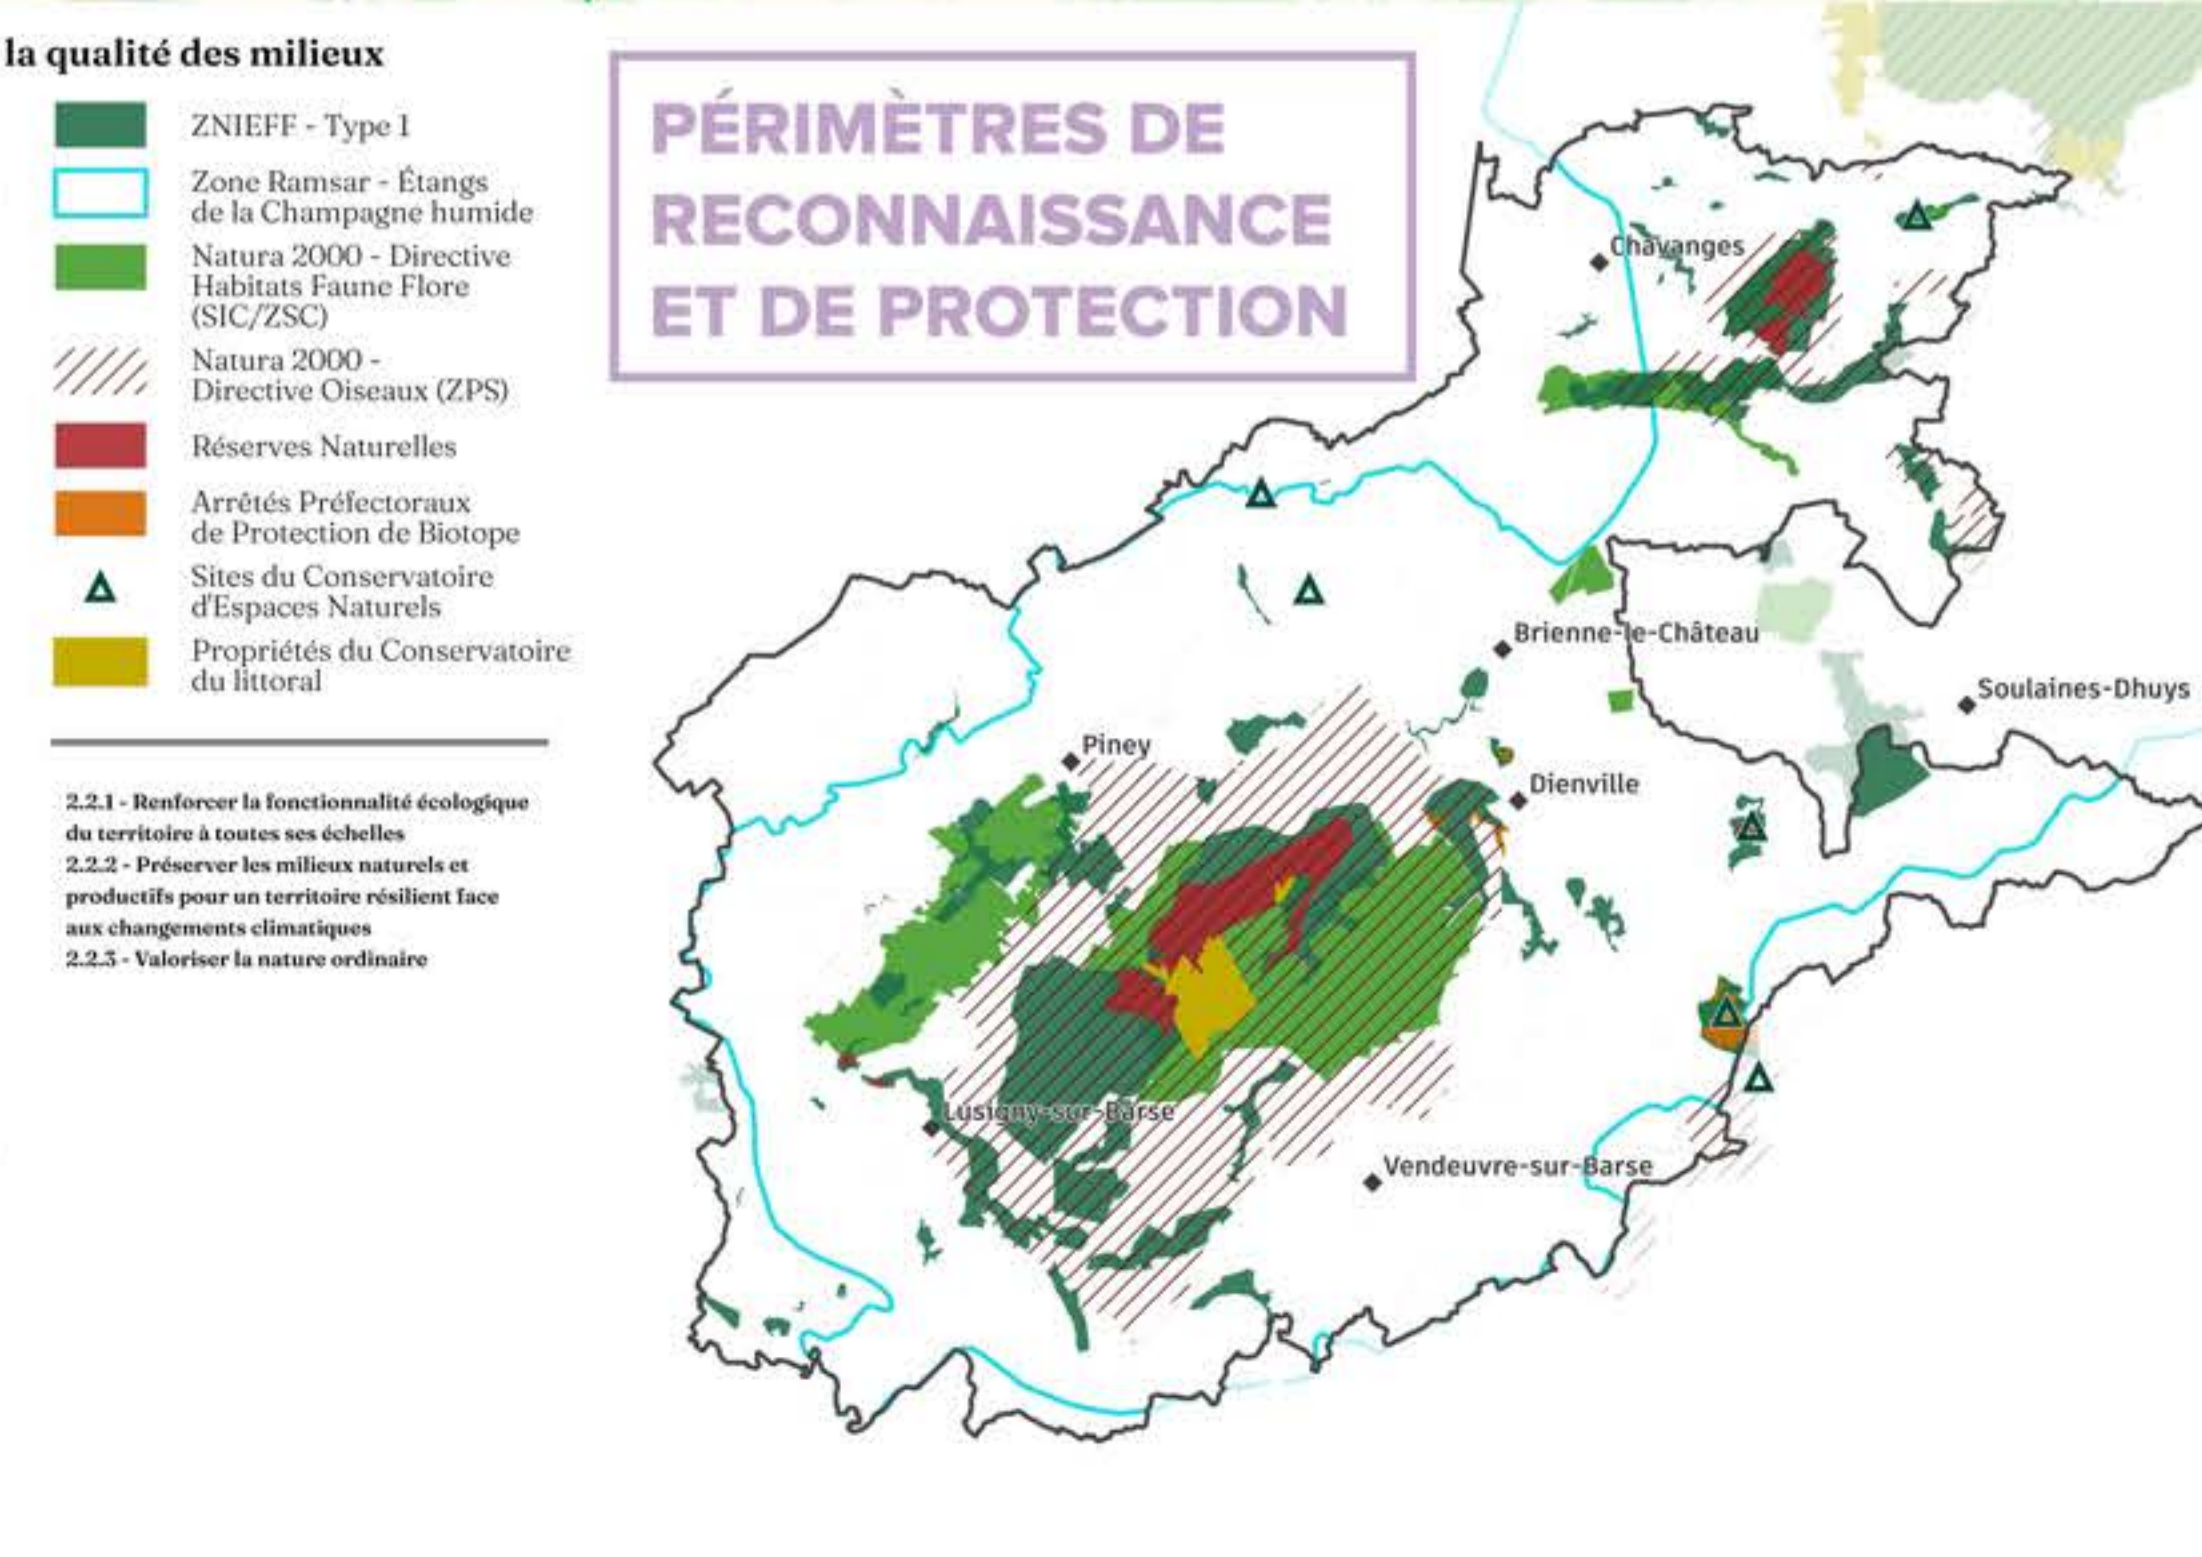 la qualité des milieux
ZNIEFF - Type 1
Zone Ramsar - Étangs
de la Champagne humide
Natura 2000 - Directive
Habitats Faune Flore
(SIC/ZSC)
Natura 2000 -
Directive Oiseaux (ZPS)
Réserves Naturelles
Arrêtés Préfectoraux
de Protection de Biotope
Sites du Conservatoire
d'Espaces Naturels
Propriétés du Conservatoire
du littoral
2.2.1 - Renforcer la fonctionnalité écologique
du territoire à toutes ses échelles
2.2.2 - Préserver les milieux naturels et
productifs pour un territoire résilient face
aux changements climatiques
2.2.3 - Valoriser la nature ordinaire
PÉRIMÈTRES DE
RECONNAISSANCE
ET DE PROTECTION
Chavanges
Brienne-le-Château
Soulaines-Dhuys
Piney
Dienville
Lusigny-sur-Barse
Vendeuvre-sur-Barse